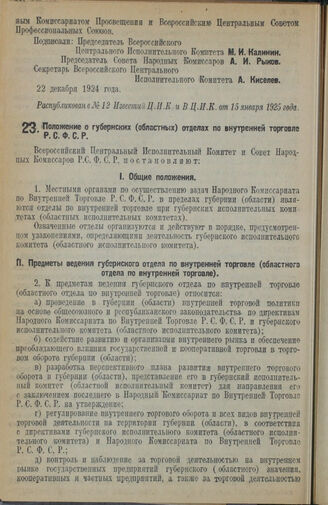 ным Комиссариатом Просвещения и Всероссийским Центральным Советом
Профессиональных Союзов.
Подписали: Председатель Всероссийского
Центрального Исполнительного Комитета М. И. Калинин.
Председатель Совета Народных Комиссаров А. И. Рыков.
Секретарь Всероссийского Центрального
Исполнительного Комитета А. Киселев.
22 декабря 1924 года.
Распубликован в № 12 Известий Ц.И.К. и В.Ц.И.К. от 15 января 1925 года.
23. Положение о губернских (областных) отделах по внутренней торговле
Р. С. Ф. С. Р.
Всероссийский Центральный Исполнительный Комитет и Совет Народ-
ных Комиссаров Р.С.Ф.С.Р. постановляют:
I. Общие положения.
1. Местными органами по осуществлению задач Народного Комиссариата
по Внутренней Торговле Р.С.Ф.С.Р. в пределах губернии (области) явля-
ются отделы по внутренней торговле при губернских исполнительных коми-
тетах (областных исполнительных комитетах).
Означенные отделы организуются и действуют в порядке, предусмотрен-
ном узаконениями, определяющими деятельность губернского исполнительного
комитета (областного исполнительного комитета).
II. Предметы ведения губернского отдела по внутренней торговле (областного
отдела по внутренней торговле).
2. К предметам ведения губернского отдела по внутренней торговле
(областного отдела по внутренней торговле) относится:
а) проведение в губернии (области) внутренней торговой политики
на основе общесоюзного и республиканского законодательства по директивам
Народного Комиссариата по Внутренней Торговле Р.С.Ф.С.Р. и губернского
исполнительного комитета (областного исполнительного комитета);
б) содействие развитию и организации внутреннего рынка и обеспечение
преобладающего влияния государственной и кооперативной торговли в торго-
вом обороте губернии (области);
в) разработка перспективного плана развития внутреннего торгового
оборота в губернии (области), представление его в губернский исполнитель-
ный комитет (областной исполнительный комитет) для направления его
с заключением последнего в Народный Комиссариат по Внутренней Торговле
Р. С. Ф. С. Р. на утверждение;
г) регулирование внутреннего торгового оборота и всех видов внутренней
торговой деятельности на территории губернии (области), в соответствии
с директивами губернского исполнительного комитета (областного исполни-
тельного комитета) и Народного Комиссариата по Внутренней Торговле
Р. С. Ф. С. Р.;
д) контроль и наблюдение за торговой деятельностью на внутреннем
рынке государственных предприятий губернского (областного) значения,
кооперативных и частных предприятий, а также за торговой деятельностью